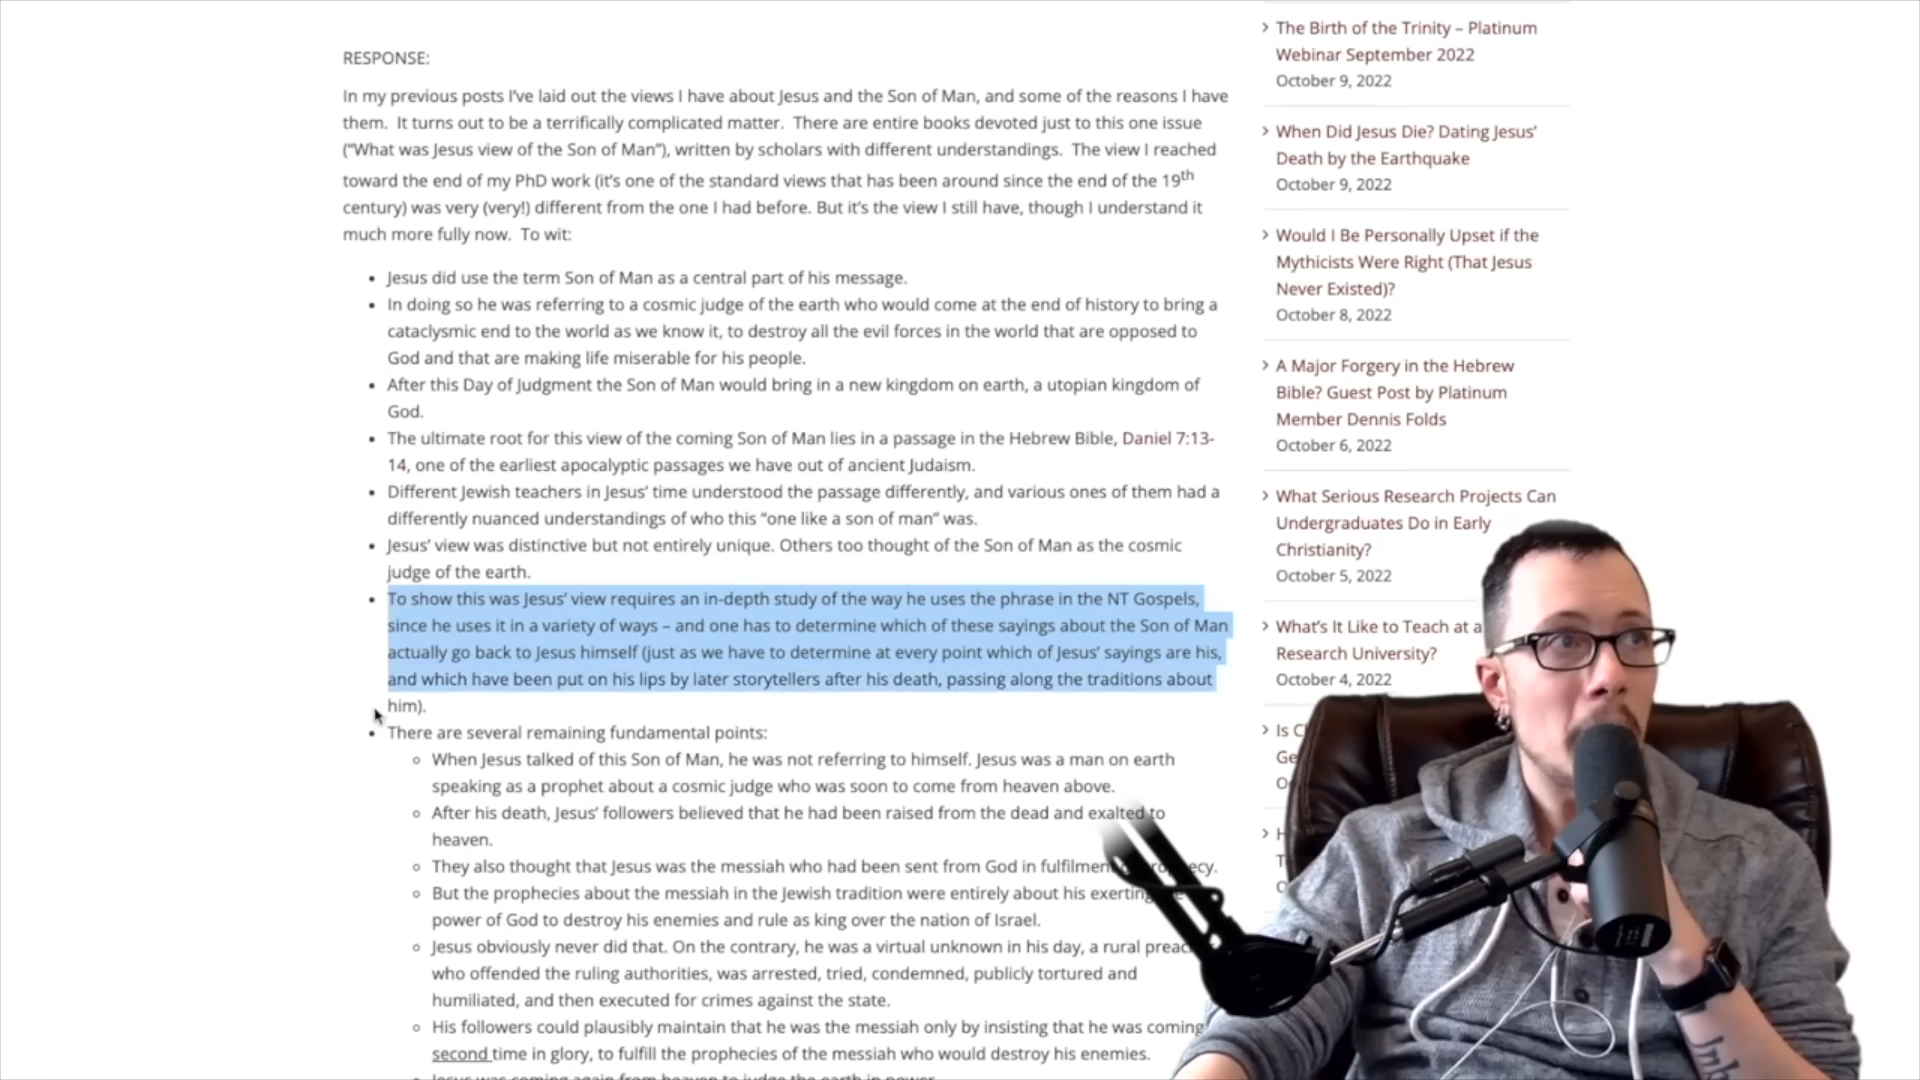 RESPONSE:
In my previous posts I’ve laid out the views I have about Jesus and the Son of Man, and some of the reasons I have
them.  It turns out to be a terrifically complicated matter.  There are entire books devoted just to this one issue
(“What was Jesus view of the Son of Man”), written by scholars with different understandings.  The view I reached
toward the end of my PhD work (it’s one of the standard views that has been around since the end of the 19th
century) was very (very!) different from the one I had before. But it’s the view I still have, though I understand it
much more fully now.  To wit:
• Jesus did use the term Son of Man as a central part of his message.
• In doing so he was referring to a cosmic judge of the earth who would come at the end of history to bring a
cataclysmic end to the world as we know it, to destroy all the evil forces in the world that are opposed to
God and that are making life miserable for his people.
• After this Day of Judgment the Son of Man would bring in a new kingdom on earth, a utopian kingdom of
God.
• The ultimate root for this view of the coming Son of Man lies in a passage in the Hebrew Bible, Daniel 7:13-
14, one of the earliest apocalyptic passages we have out of ancient Judaism.
• Different Jewish teachers in Jesus’ time understood the passage differently, and various ones of them had a
differently nuanced understandings of who this “one like a son of man” was.
• Jesus’ view was distinctive but not entirely unique. Others too thought of the Son of Man as the cosmic
judge of the earth.
• To show this was Jesus’ view requires an in-depth study of the way he uses the phrase in the NT Gospels,
since he uses it in a variety of ways – and one has to determine which of these sayings about the Son of Man
actually go back to Jesus himself (just as we have to determine at every point which of Jesus’ sayings are his,
and which have been put on his lips by later storytellers after his death, passing along the traditions about
him).
• There are several remaining fundamental points:
○ When Jesus talked of this Son of Man, he was not referring to himself. Jesus was a man on earth
speaking as a prophet about a cosmic judge who was soon to come from heaven above.
○ After his death, Jesus’ followers believed that he had been raised from the dead and exalted to
heaven.
○ They also thought that Jesus was the messiah who had been sent from God in fulfilment
○ But the prophecies about the messiah in the Jewish tradition were entirely about his exerting
power of God to destroy his enemies and rule as king over the nation of Israel.
○ Jesus obviously never did that. On the contrary, he was a virtual unknown in his day, a rural
who offended the ruling authorities, was arrested, tried, condemned, publicly tortured and
humiliated, and then executed for crimes against the state.
○ His followers could plausibly maintain that he was the messiah only by insisting that he was coming
second time in glory, to fulfill the prophecies of the messiah who would destroy his enemies.
Jesus was coming again from heaven to judge the earth in power
> The Birth of the Trinity – Platinum
Webinar September 2022
October 9, 2022
> When Did Jesus Die? Dating Jesus’
Death by the Earthquake
October 9, 2022
> Would I Be Personally Upset if the
Mythicists Were Right (That Jesus
Never Existed)?
October 8, 2022
> A Major Forgery in the Hebrew
Bible? Guest Post by Platinum
Member Dennis Folds
October 6, 2022
> What Serious Research Projects Can
Undergraduates Do in Early
Christianity?
October 5, 2022
> What’s It Like to Teach at a
Research University?
October 4, 2022
> Is